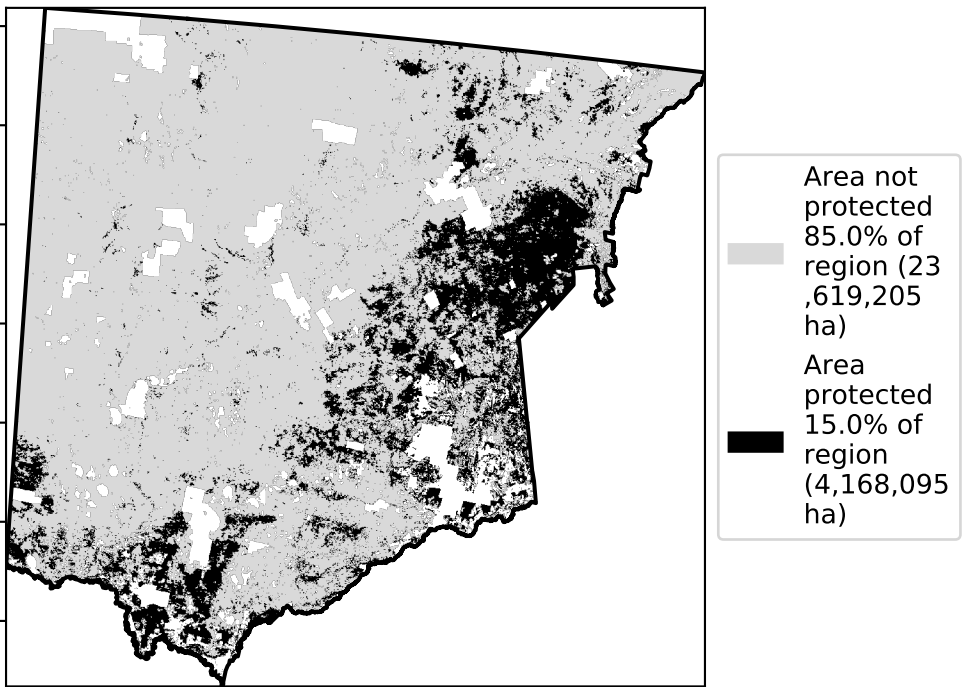 Area not
protected
85.0% of
region (23
,619,205
ha)
Area
protected
15.0% of
region
(4,168,095
ha)